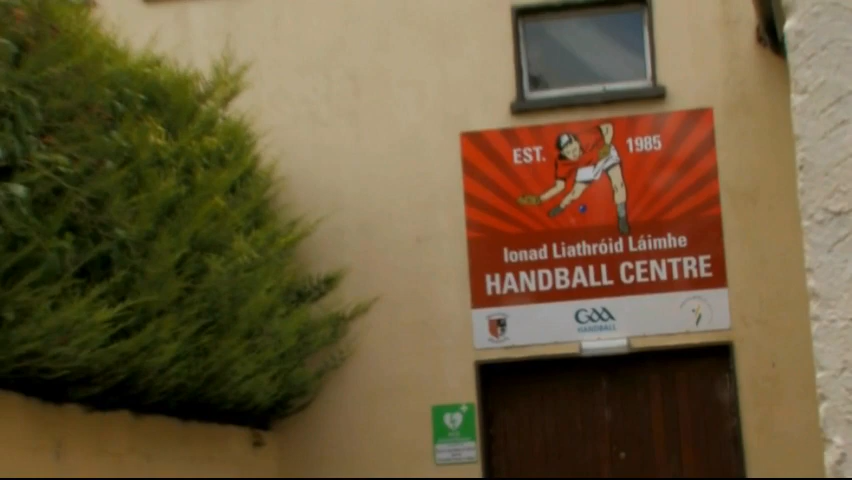 EST. 1985
Ionad Liathróid Láimhe
HANDBALL CENTRE
GAA
HANDBALL